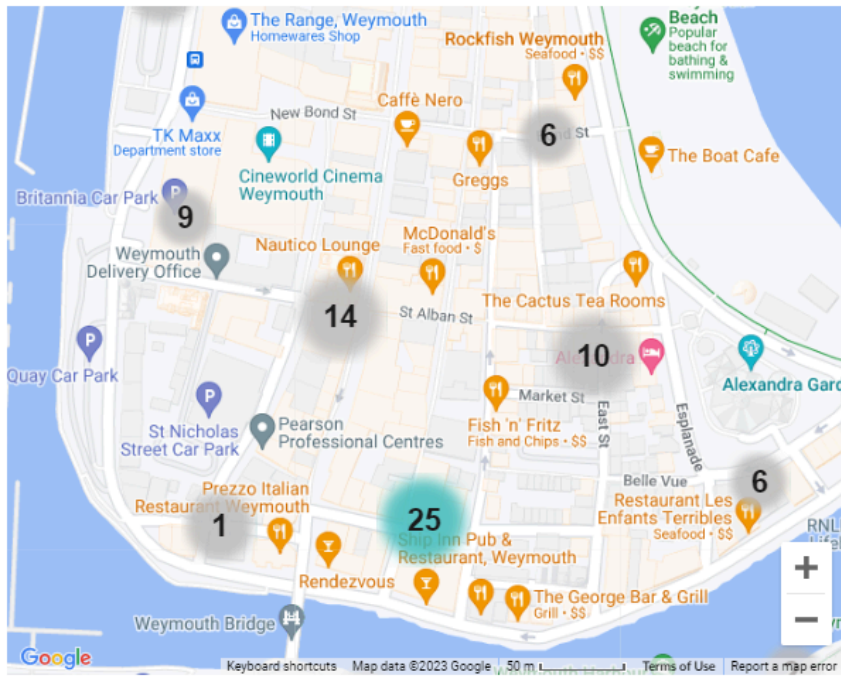 Beach
Popular
beach for
bathing &
swimming
The Range, Weymouth
Homewares Shop
Rockfish Weymouth
Seafood • $$
New Bond St
Caffè Nero
6
nd St
TK Maxx
Department store
Cineworld Cinema
Weymouth
Greggs
The Boat Cafe
Britannia Car Park
P
9
Nautico Lounge
McDonald's
Fast food • $
Weymouth
Delivery Office
The Cactus Tea Rooms
14
St Alban St
10
Alexandra
P
Quay Car Park
Alexandra Gard
P
Market St
St Nicholas
Street Car Park
Pearson
Professional Centres
Fish 'n' Fritz
Fish and Chips • $$
East St
Esplanade
Belle Vue
6
Prezzo Italian
Restaurant Weymouth
1
25
Restaurant Les
Enfants Terribles
Seafood • $$
RNL
Lifel
Ship Inn Pub &
Restaurant, Weymouth
Rendezvous
+
The George Bar & Grill
Grill • $$
Weymouth Bridge
−
Google
Keyboard shortcuts
Map data ©2023 Google
50 m
Terms of Use
Report a map error